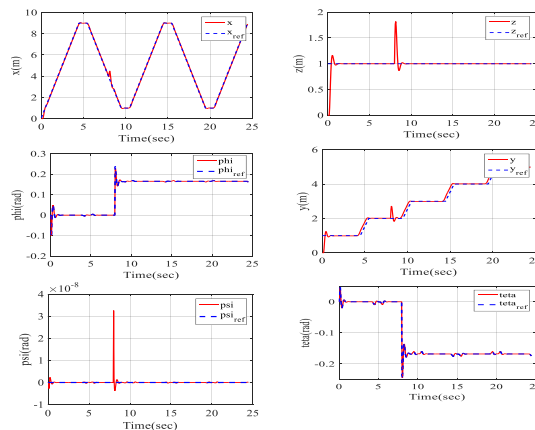 10
8
6
4
2
0
x(m)
x
x_ref
0 5 10 15 20 25
Time(sec)
2
1.5
1
0.5
0
z(m)
z
z_ref
0 5 10 15 20 25
Time(sec)
0.3
0.2
0.1
0
-0.1
-0.2
phi(rad)
phi
phi_ref
0 5 10 15 20 25
Time(sec)
6
4
2
0
y(m)
y
y_ref
0 5 10 15 20 25
Time(sec)
×10^-8
4
3
2
1
0
-1
psi(rad)
psi
psi_ref
0 5 10 15 20 25
Time(sec)
0
-0.1
-0.2
teta(rad)
teta
teta_ref
0 5 10 15 20 25
Time(sec)